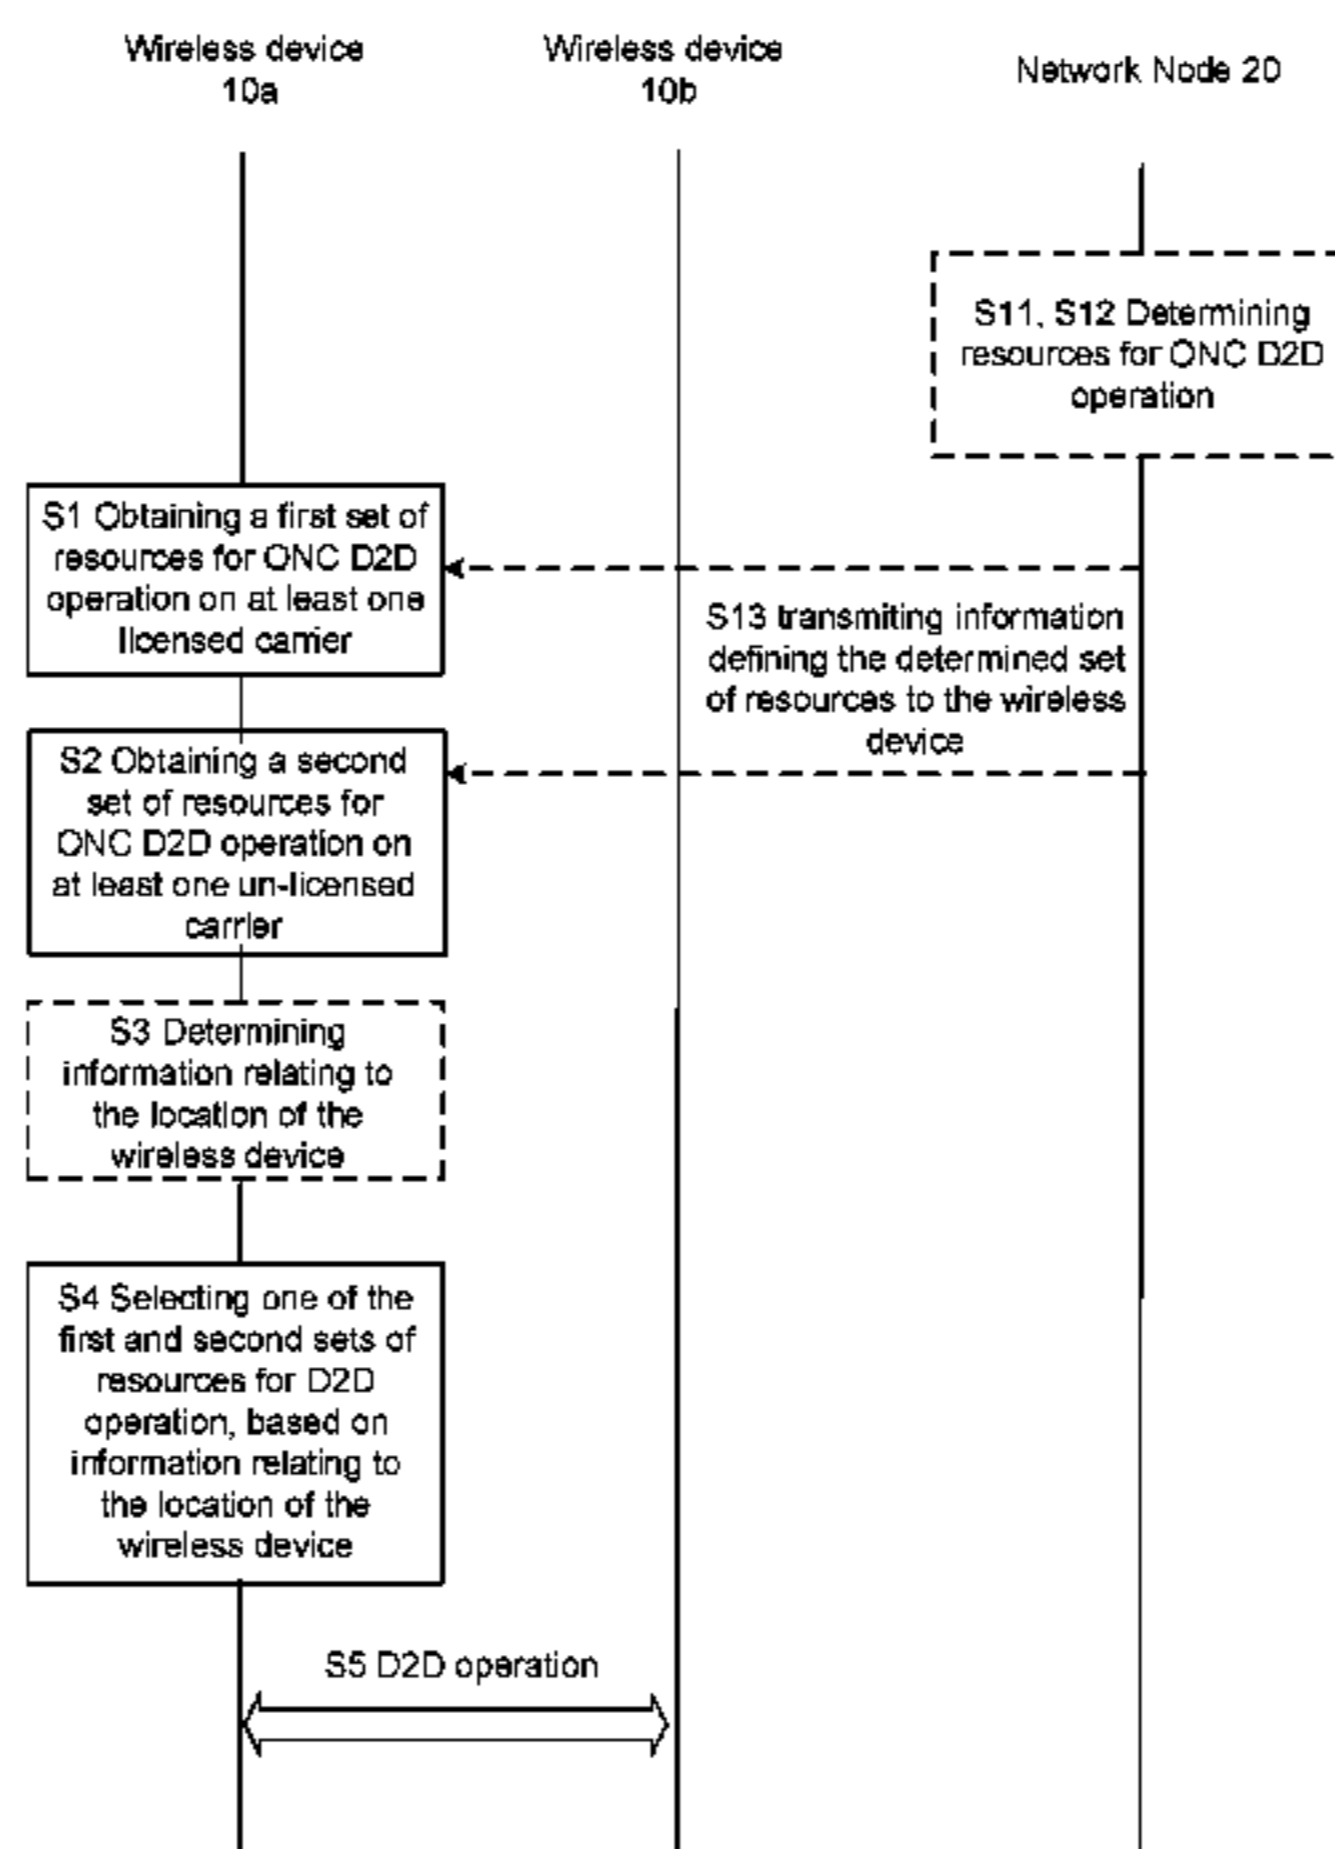 Wireless device
10a
Wireless device
10b
Network Node 20
S11, S12 Determining
resources for ONC D2D
operation
S1 Obtaining a first set of
resources for ONC D2D
operation on at least one
licensed carrier
S13 transmiting information
defining the determined set
of resources to the wireless
device
S2 Obtaining a second
set of resources for
ONC D2D operation on
at least one un-licensed
carrier
S3 Determining
information relating to
the location of the
wireless device
S4 Selecting one of the
first and second sets of
resources for D2D
operation, based on
information relating to
the location of the
wireless device
S5 D2D operation